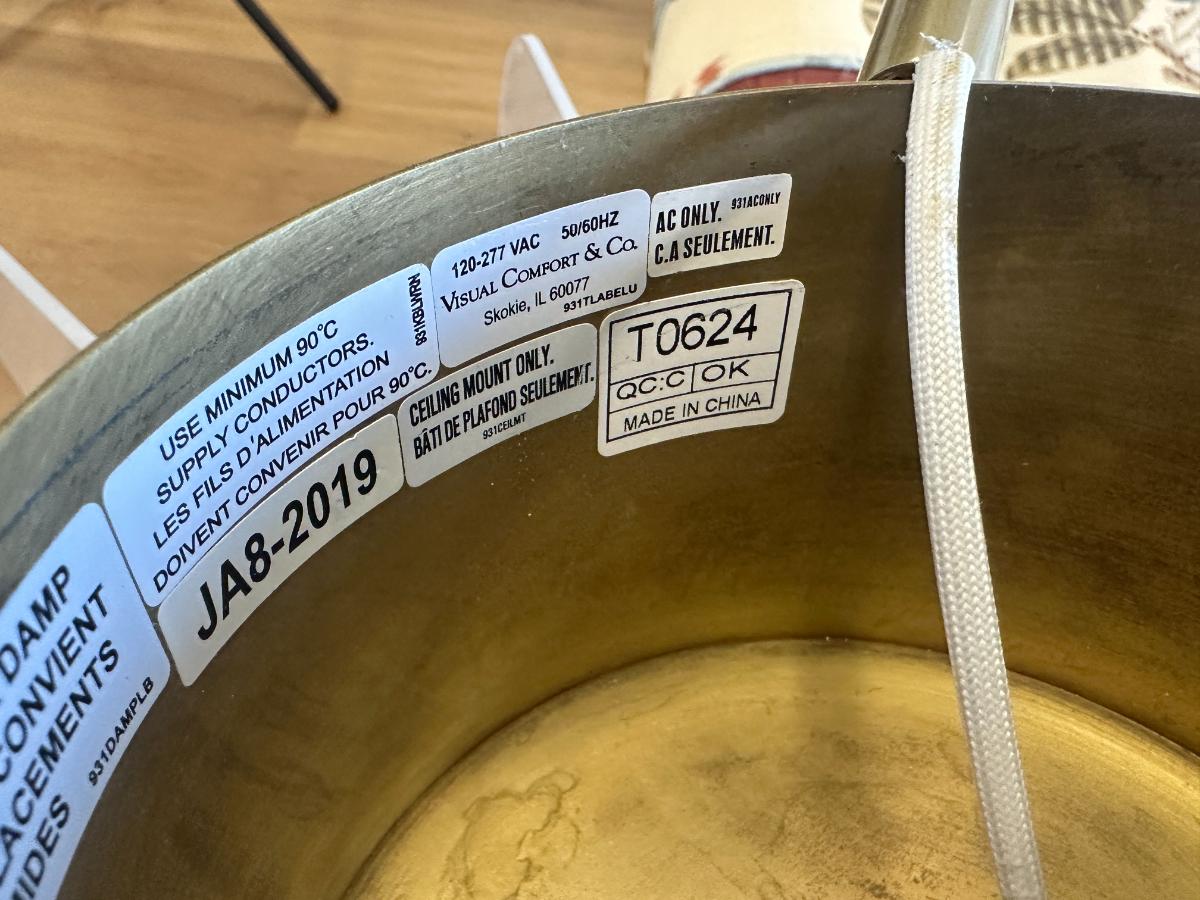 DAMP
CONVIENT
ACEMENTS
MIDES
931DAMPLB
USE MINIMUM 90°C
SUPPLY CONDUCTORS.
LES FILS D'ALIMENTATION
DOIVENT CONVENIR POUR 90°C.
JA8-2019
120-277 VAC 50/60HZ
VISUAL COMFORT & CO.
Skokie, IL 60077
931TLABELU
CEILING MOUNT ONLY.
BÂTI DE PLAFOND SEULEMENT.
931CEILMT
AC ONLY. 931ACONLY
C.A SEULEMENT.
T0624
QC:C OK
MADE IN CHINA